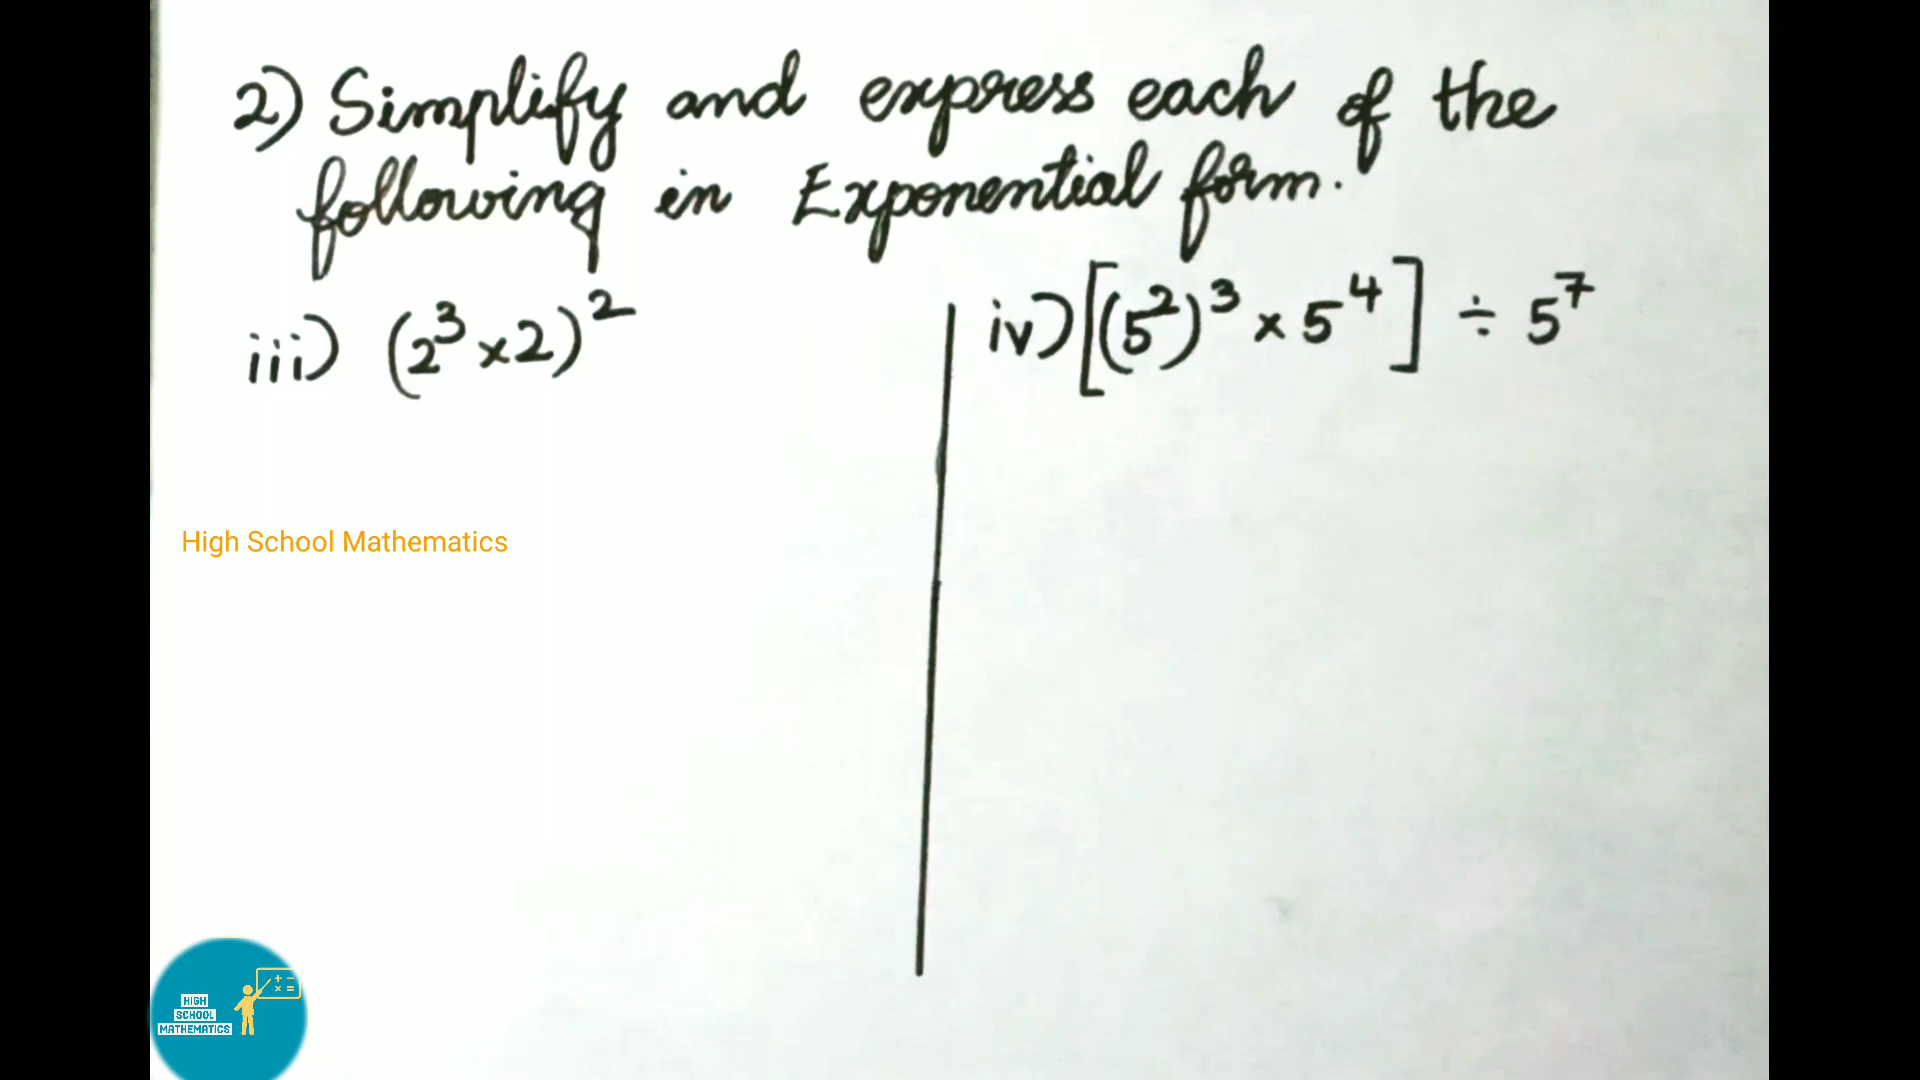 2) Simplify and express each of the
following in Exponential form.
iii) (2³×2)²
iv) [(5²)³ × 5⁴] ÷ 5⁷
High School Mathematics
HIGH
SCHOOL
MATHEMATICS